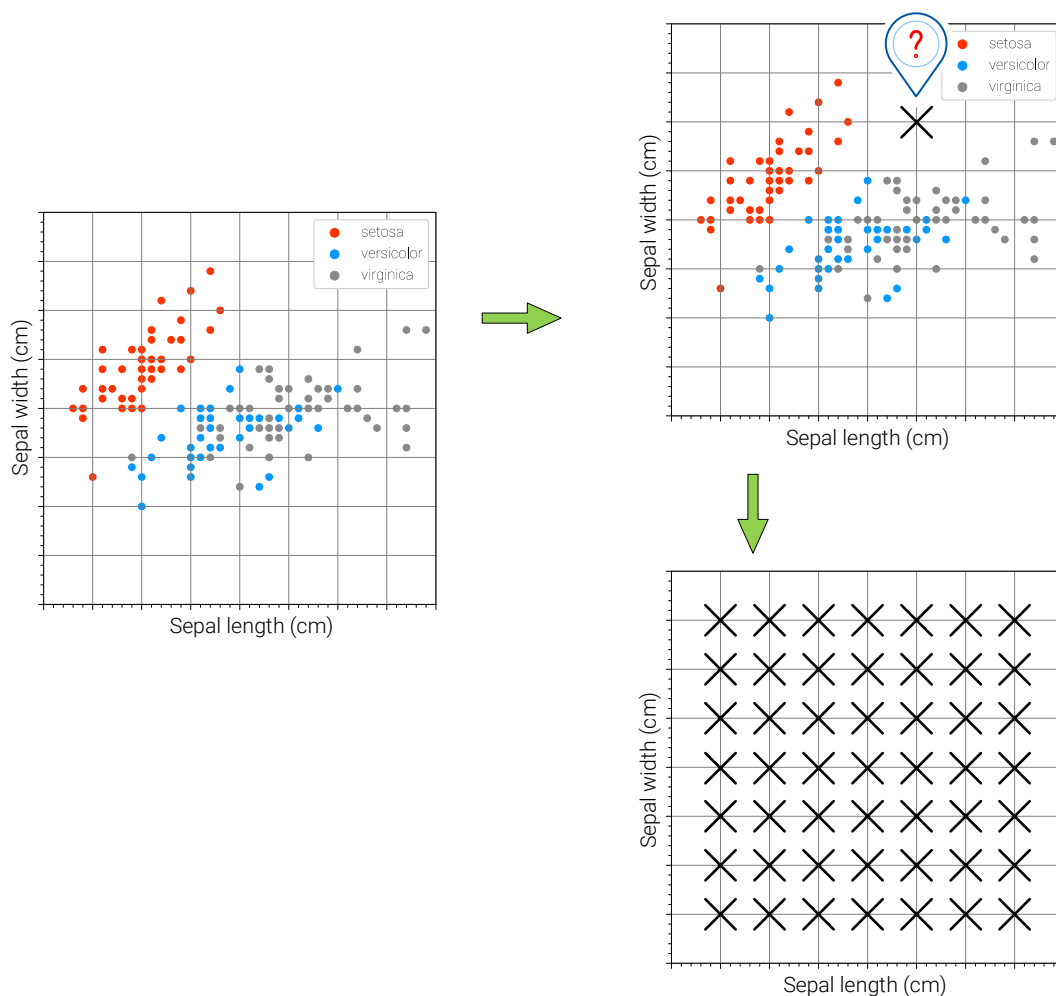 setosa
versicolor
virginica
Sepal width (cm)
Sepal length (cm)
?
setosa
versicolor
virginica
Sepal width (cm)
Sepal length (cm)
Sepal width (cm)
Sepal length (cm)